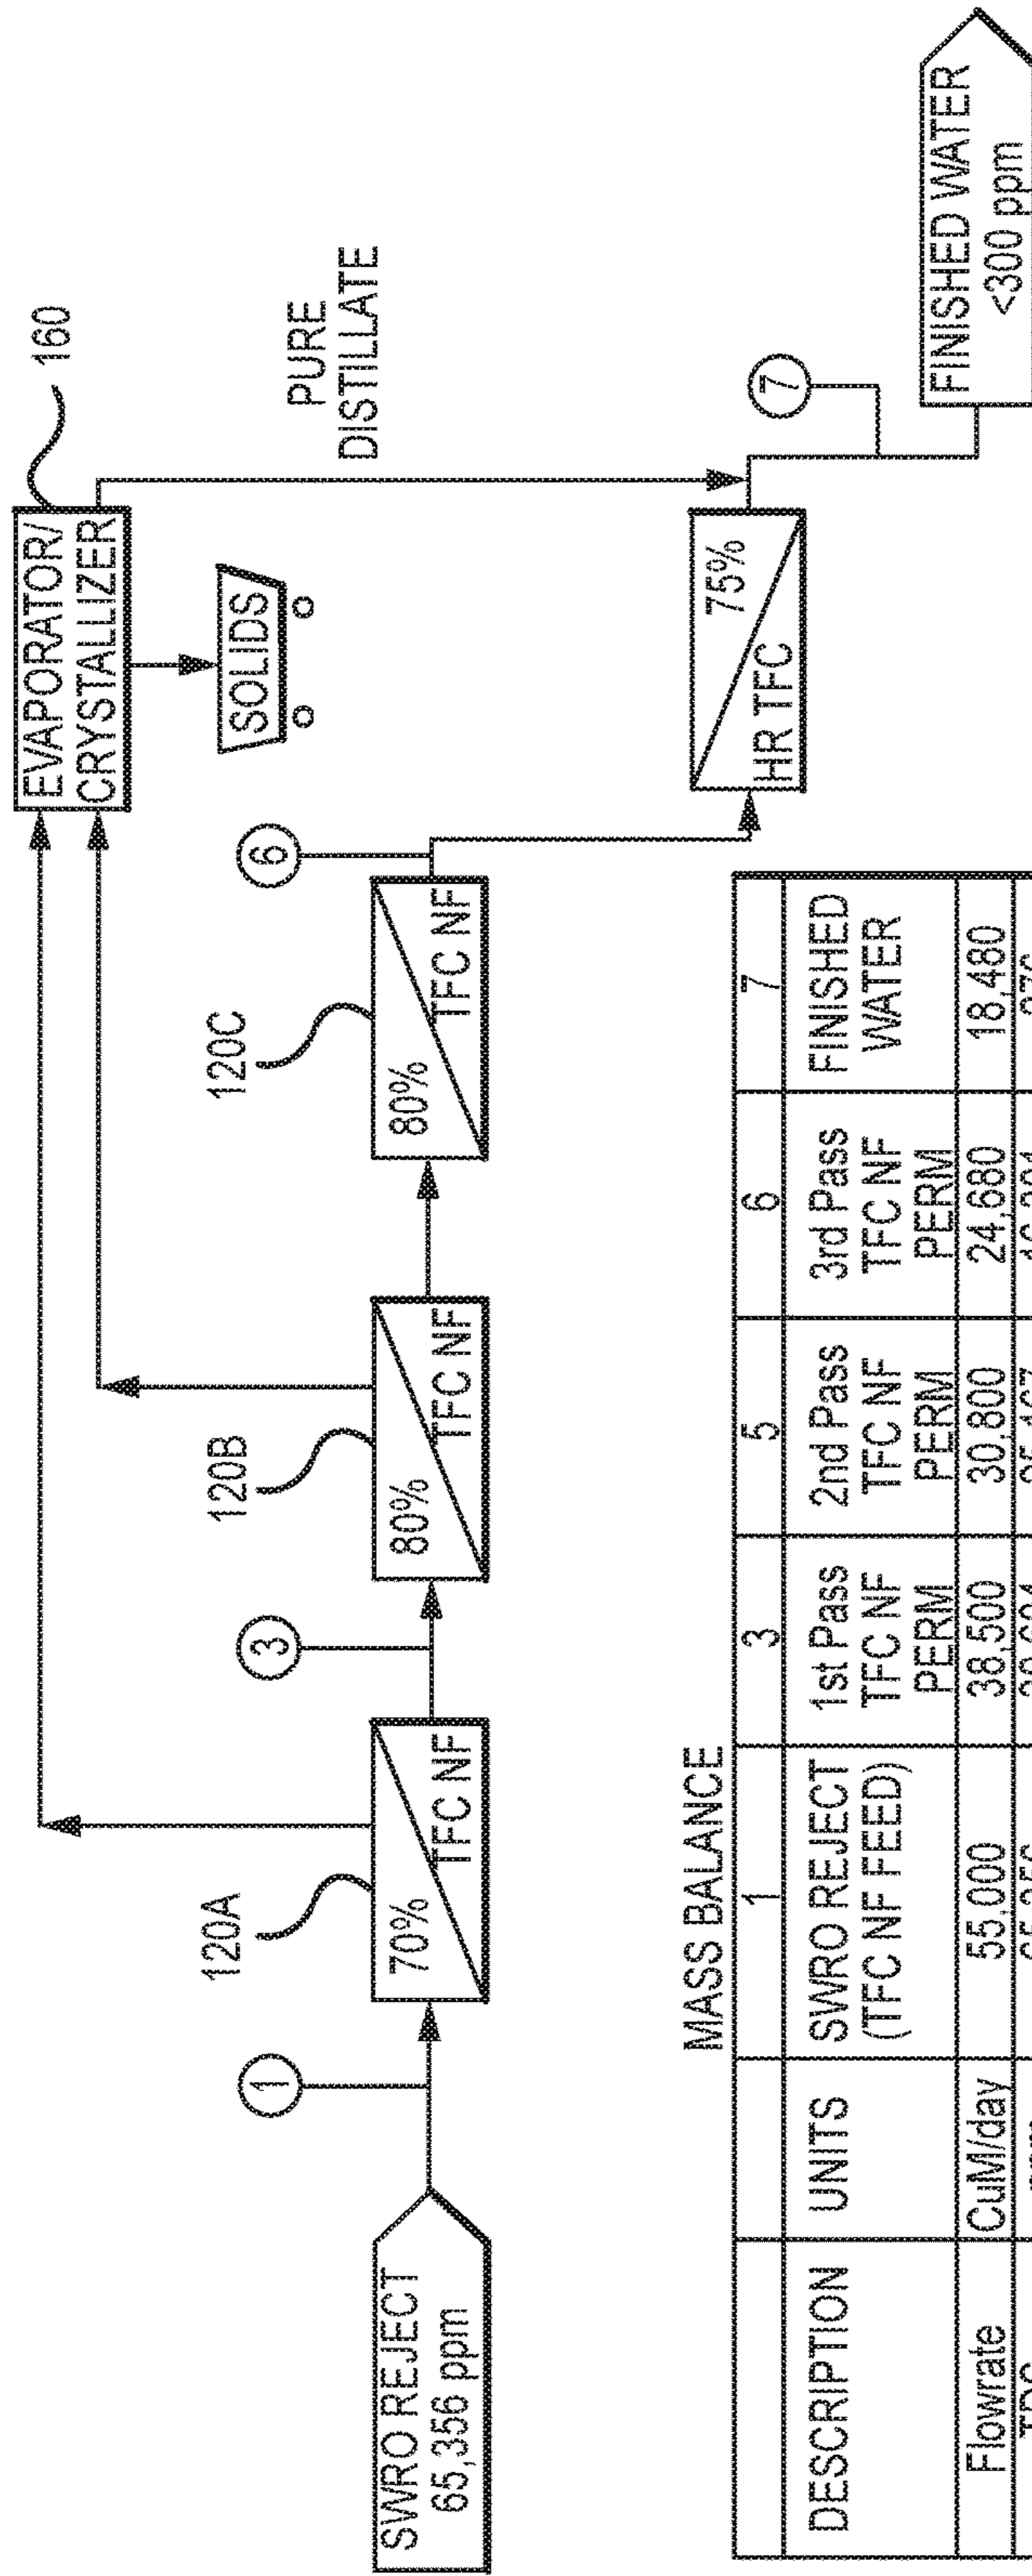 EVAPORATOR/
CRYSTALLIZER
160
SOLIDS
PURE
DISTILLATE
SWRO REJECT
65,356 ppm
1
120A
70%
TFC NF
3
120B
80%
TFC NF
120C
80%
TFC NF
6
75%
HR TFC
7
FINISHED WATER
<300 ppm
MASS BALANCE
1 3 5 6 7
DESCRIPTION UNITS SWRO REJECT 1st Pass 2nd Pass 3rd Pass FINISHED
(TFC NF FEED) TFC NF TFC NF TFC NF WATER
PERM PERM PERM
Flowrate CuM/day 55,000 38,500 30,800 24,680 18,480